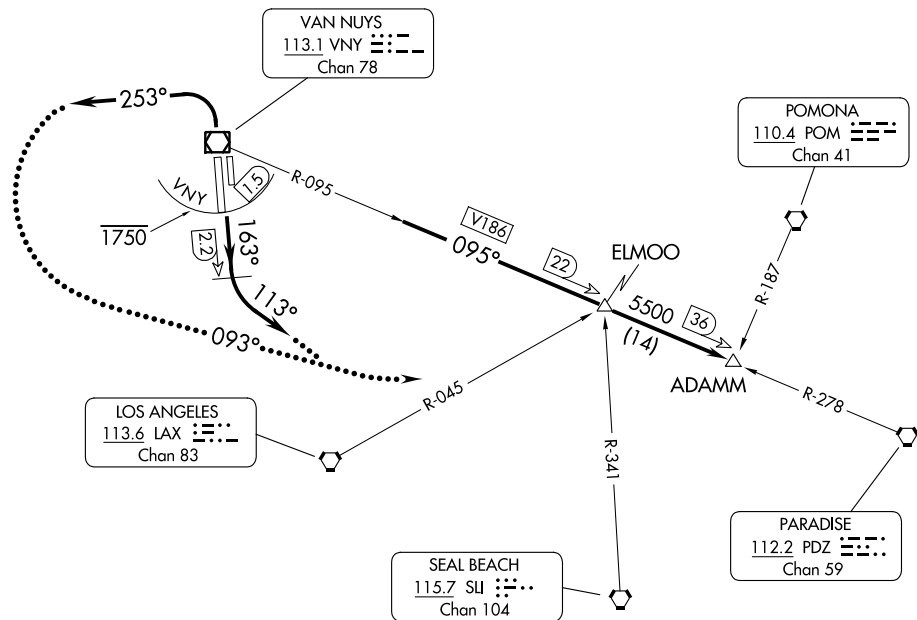 VAN NUYS
113.1 VNY
Chan 78
253°
POMONA
110.4 POM
Chan 41
R-095
1.5
VNY
1750
2.2
163°
V186
095°
22
ELMOO
R-187
113°
5500
(14)
36
ADAMM
093°
R-045
R-278
LOS ANGELES
113.6 LAX
Chan 83
R-341
PARADISE
112.2 PDZ
Chan 59
SEAL BEACH
115.7 SLI
Chan 104